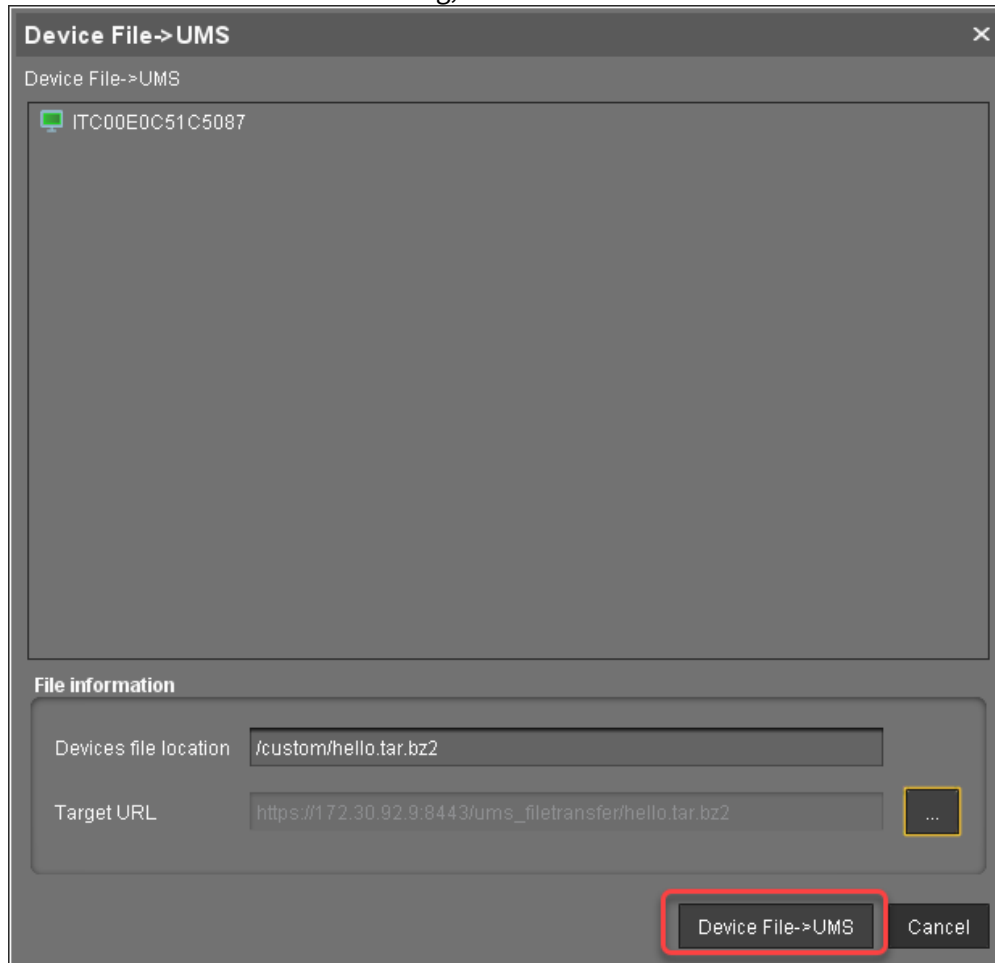 Device File->UMS
Device File->UMS
ITC00E0C51C5087
File information
Devices file location /custom/hello.tar.bz2
Target URL https://172.30.92.9:8443/ums_filetransfer/hello.tar.bz2 ...
Device File->UMS Cancel